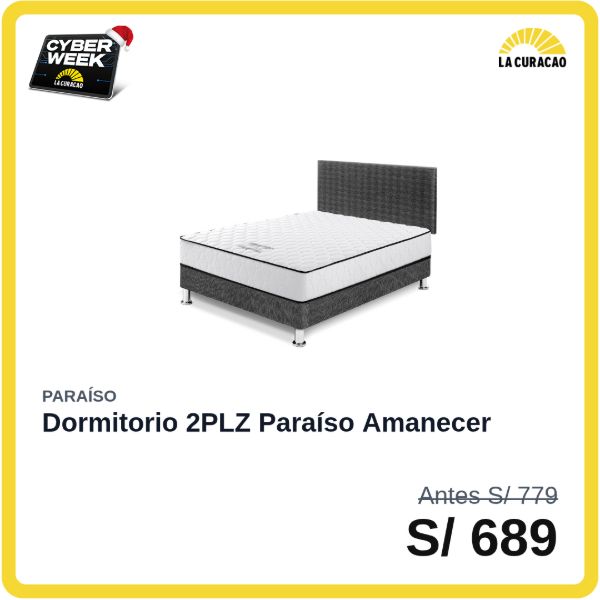 CYBER
WEEK
LA CURACAO
LA CURACAO
PARAÍSO
Dormitorio 2PLZ Paraíso Amanecer
Antes S/ 779
S/ 689